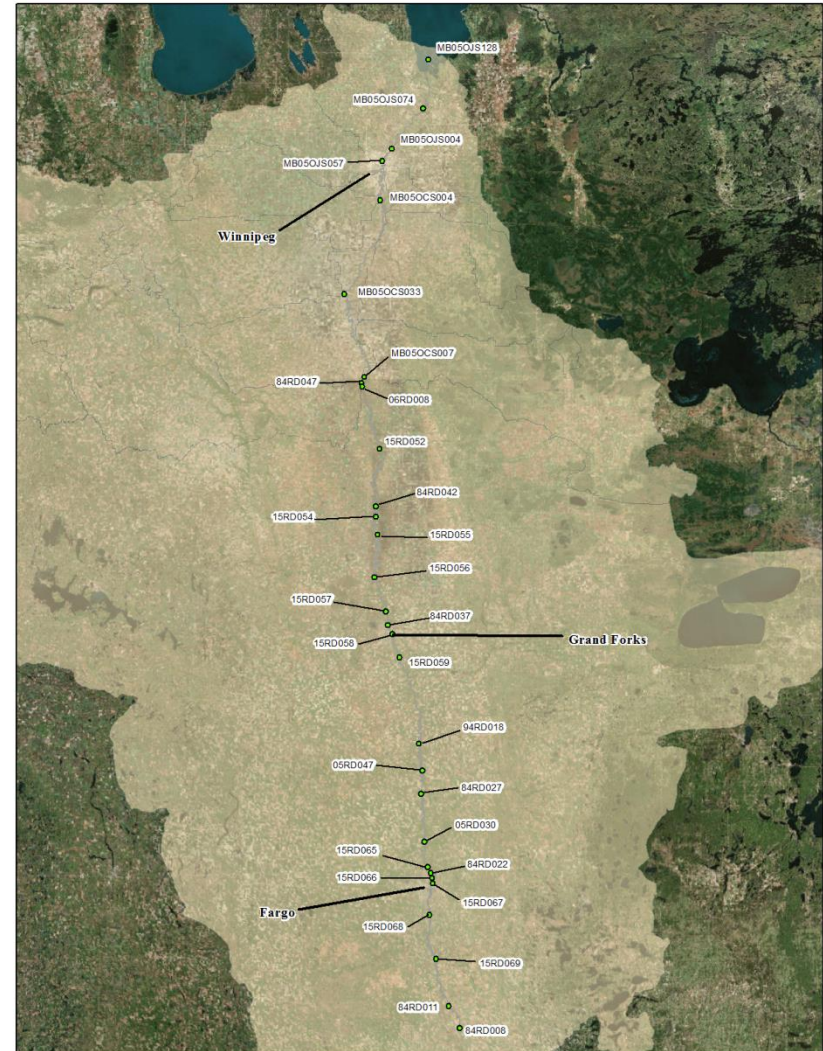 MB05OJS128
MB05OJS074
MB05OJS004
MB05OJS057
MB05OCS004
Winnipeg
MB05OCS033
MB05OCS007
84RD047
06RD008
15RD052
84RD042
15RD054
15RD055
15RD056
15RD057
84RD037
15RD058
Grand Forks
15RD059
94RD018
05RD047
84RD027
05RD030
15RD065
84RD022
15RD066
15RD067
Fargo
15RD068
15RD069
84RD011
84RD008